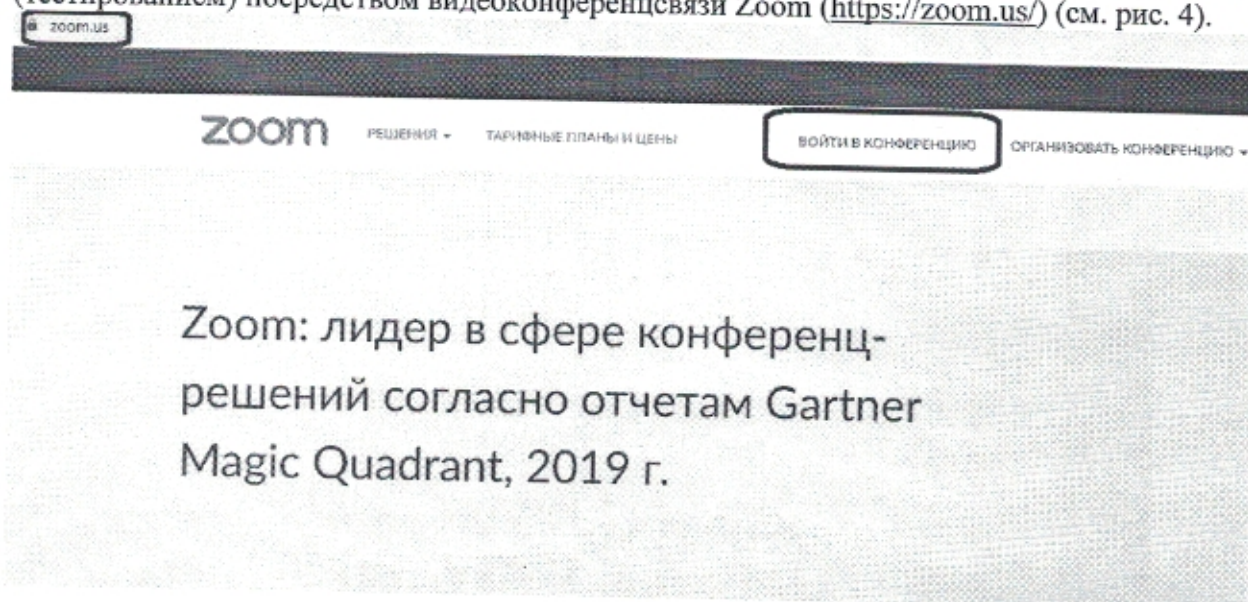 (тестированием) посредством видеоконференцсвязи Zoom (https://zoom.us/) (см. рис. 4).
zoom.us
zoom РЕШЕНИЯ ТАРИФНЫЕ ПЛАНЫ И ЦЕНЫ ВОЙТИ В КОНФЕРЕНЦИЮ ОРГАНИЗОВАТЬ КОНФЕРЕНЦИЮ
Zoom: лидер в сфере конференц-
решений согласно отчетам Gartner
Magic Quadrant, 2019 г.